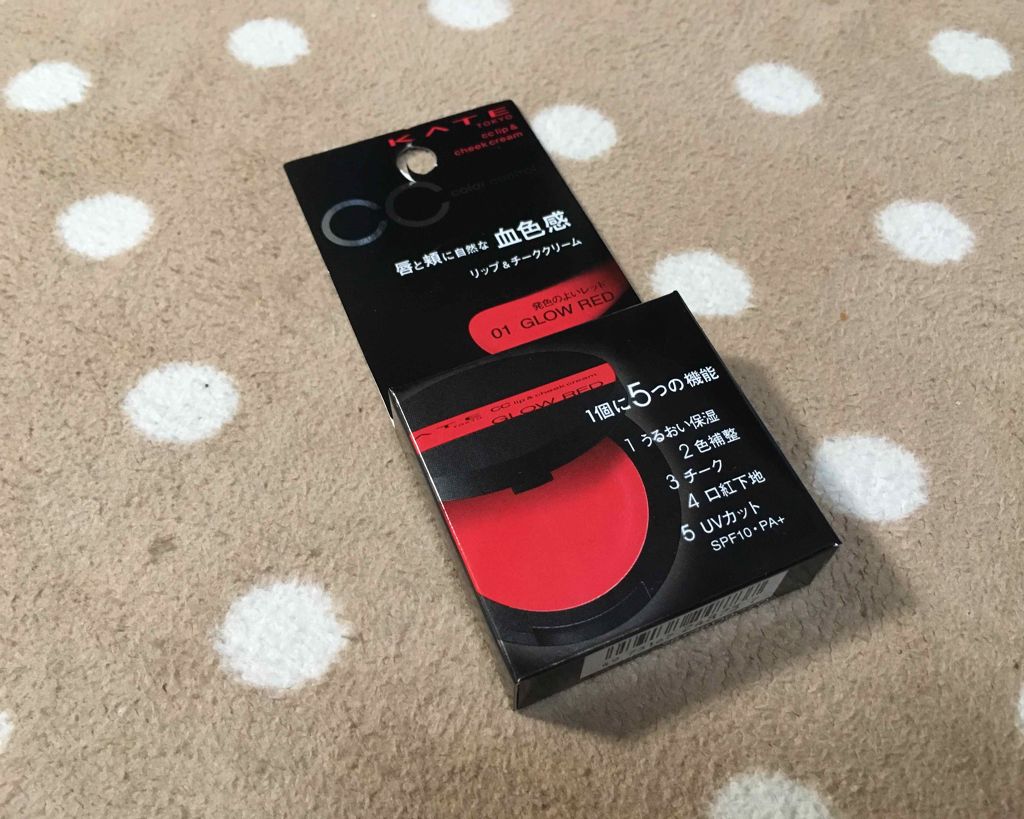 KATE
TOKYO
cc lip &
cheek cream
CC color control
唇と頬に自然な 血色感
リップ&チーククリーム
発色のよいレッド
01 GLOW RED
CC lip & cheek cream
GLOW RED
1個に5つの機能
1 うるおい保湿
2 色補整
3 チーク
4 口紅下地
5 UVカット
SPF10・PA+